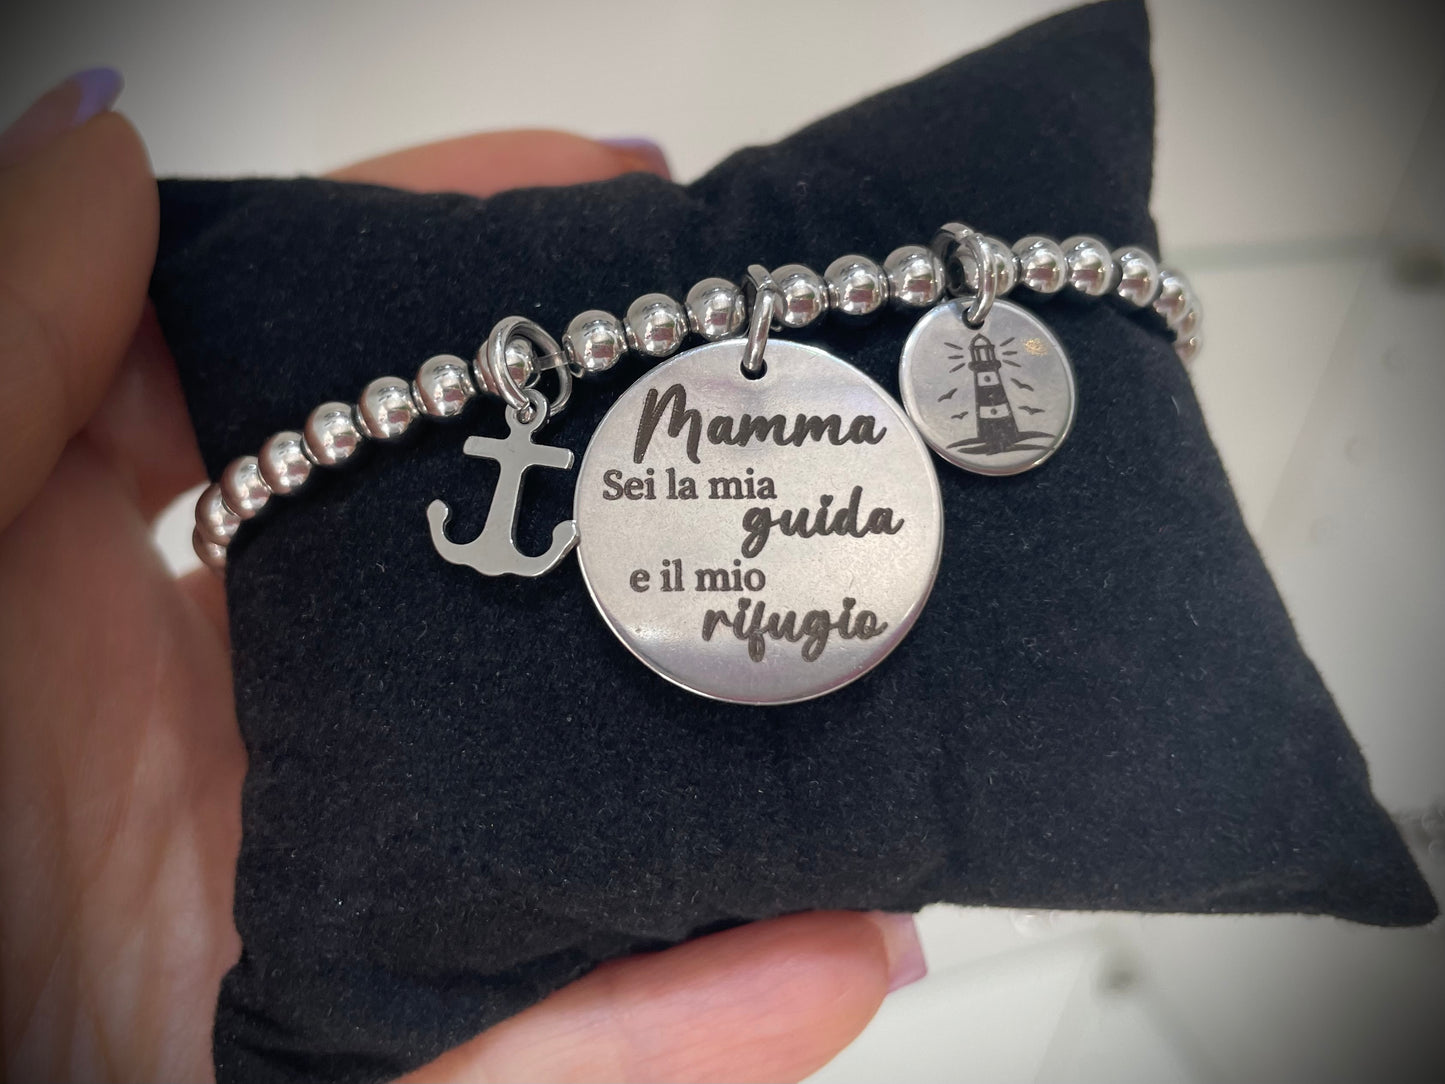 Mamma
Sei la mia
guida
e il mio
rifugio